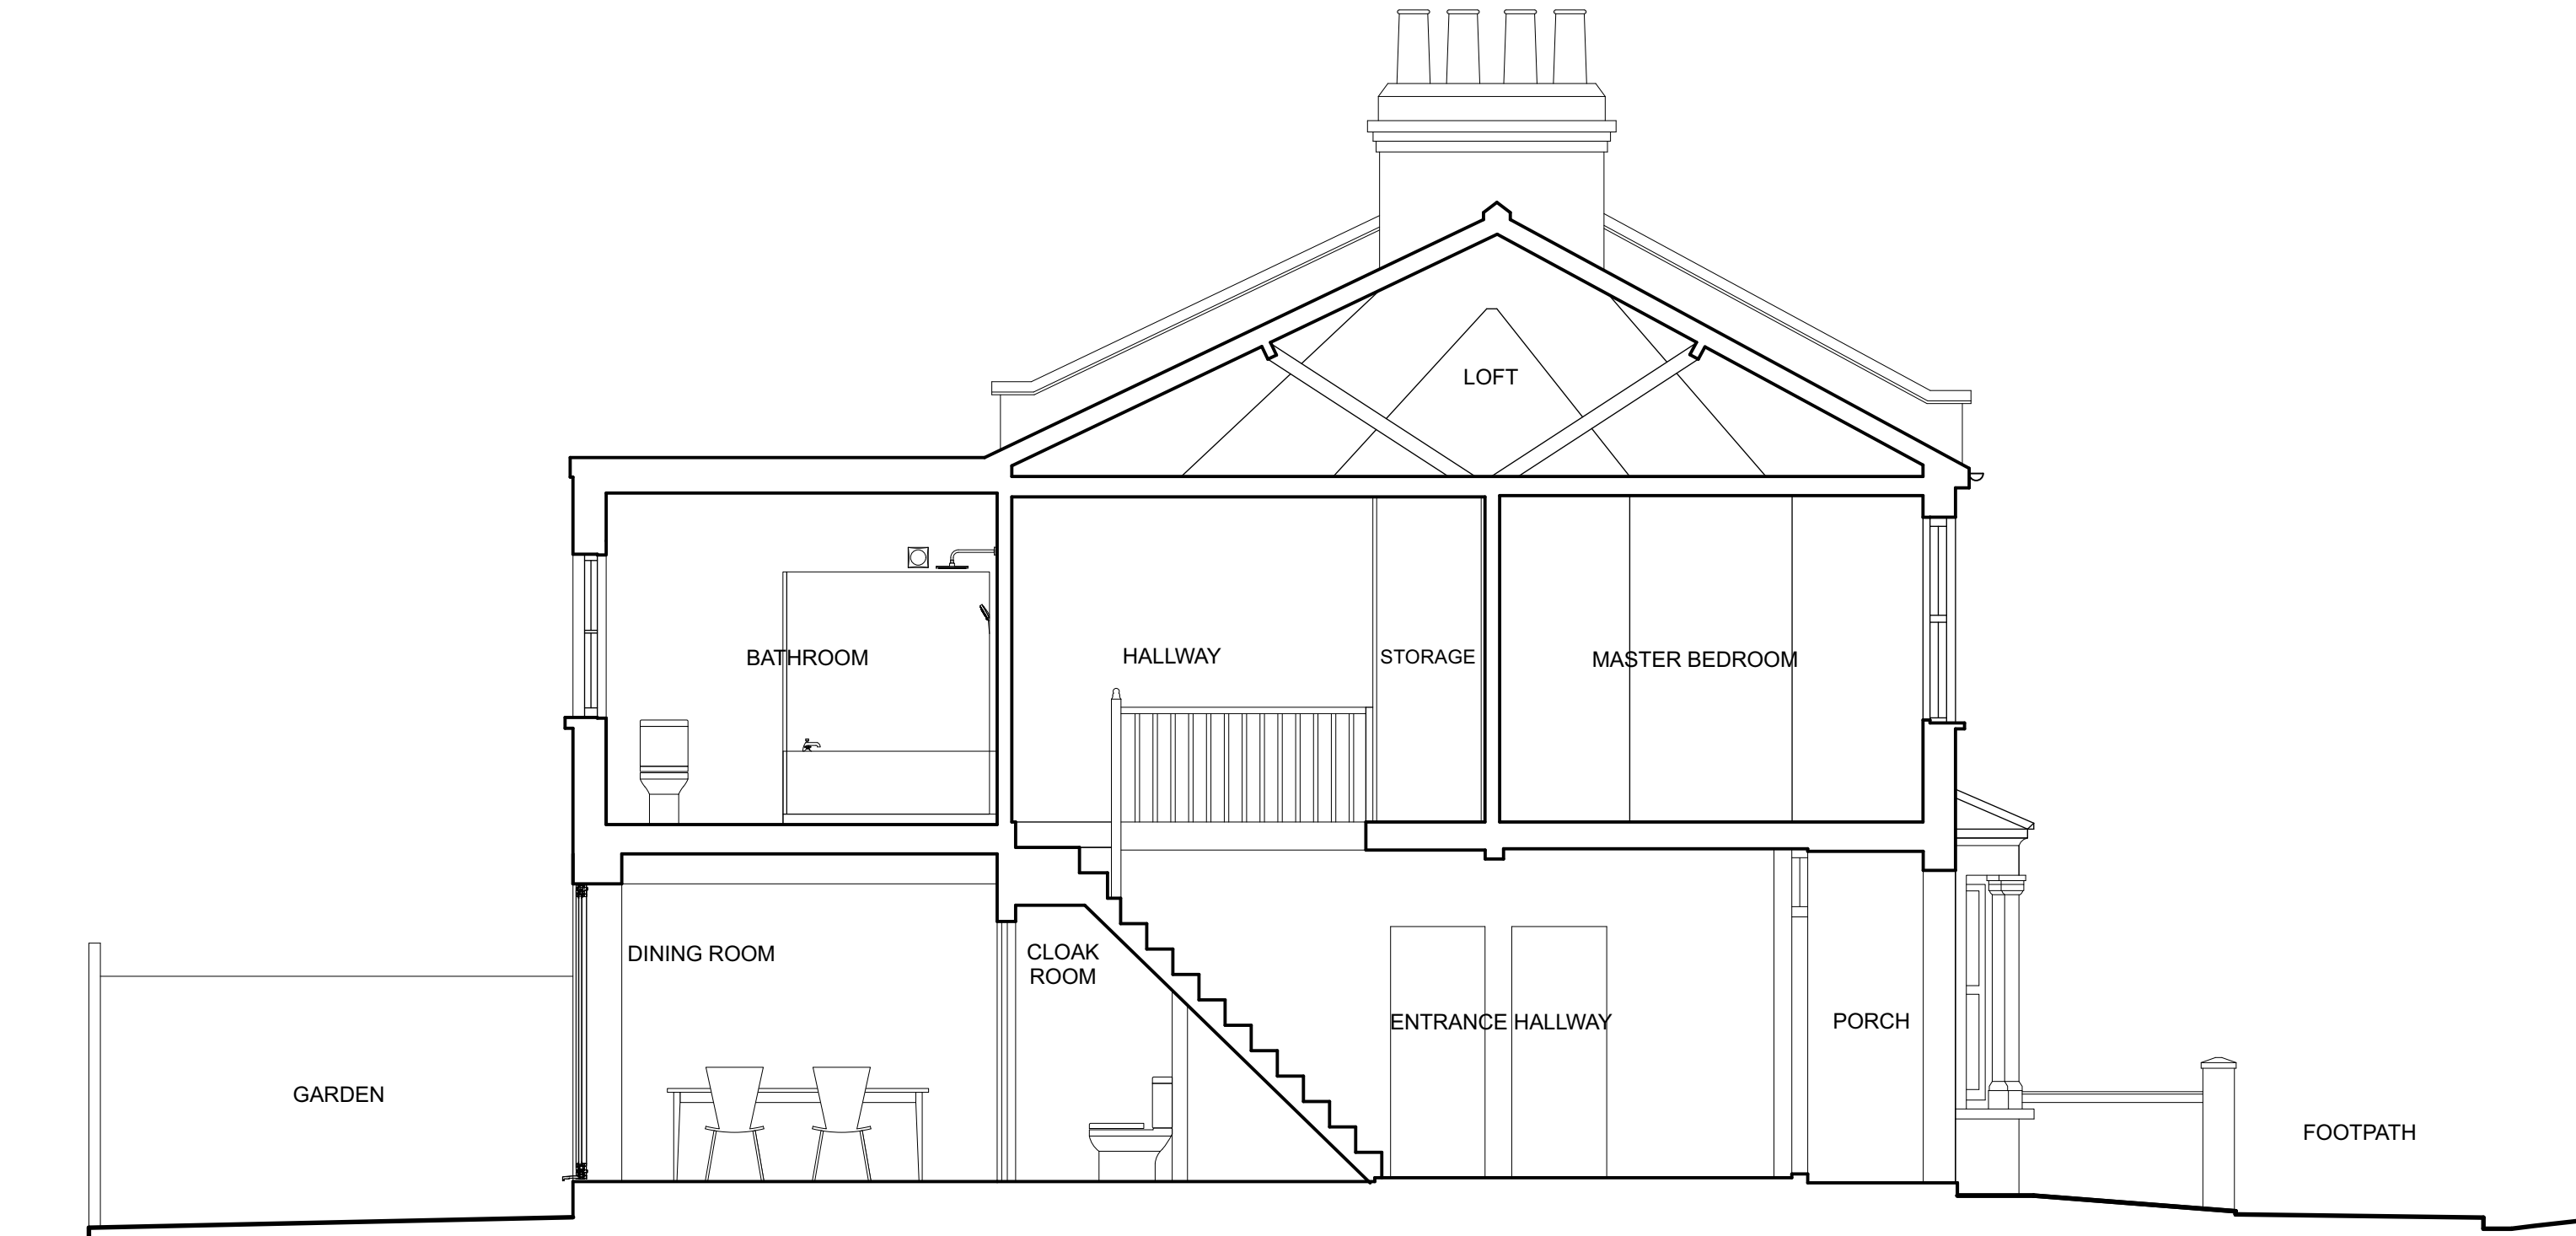 LOFT
BATHROOM
HALLWAY
STORAGE
MASTER BEDROOM
DINING ROOM
CLOAK
ROOM
ENTRANCE HALLWAY
PORCH
GARDEN
FOOTPATH